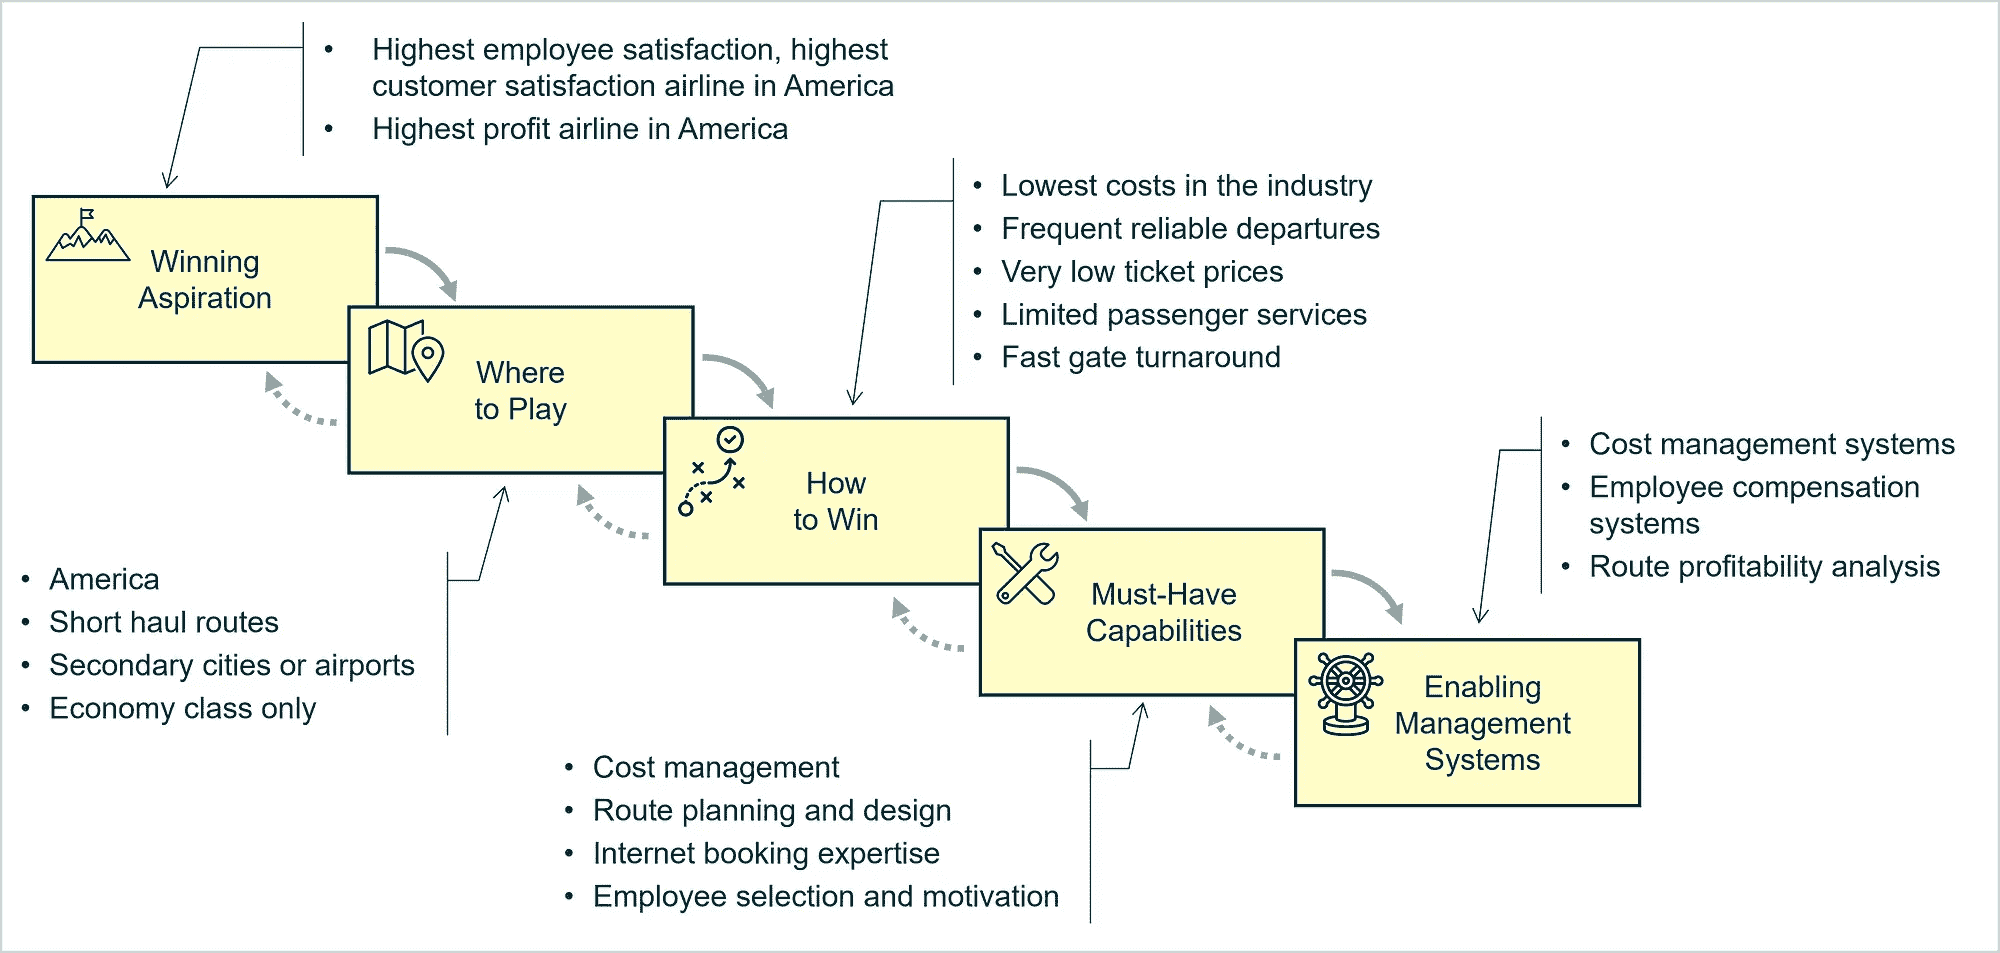 • Highest employee satisfaction, highest
customer satisfaction airline in America
• Highest profit airline in America
Winning
Aspiration
• Lowest costs in the industry
• Frequent reliable departures
• Very low ticket prices
• Limited passenger services
• Fast gate turnaround
Where
to Play
How
to Win
• Cost management systems
• Employee compensation
systems
• Route profitability analysis
• America
• Short haul routes
• Secondary cities or airports
• Economy class only
Must-Have
Capabilities
Enabling
Management
Systems
• Cost management
• Route planning and design
• Internet booking expertise
• Employee selection and motivation